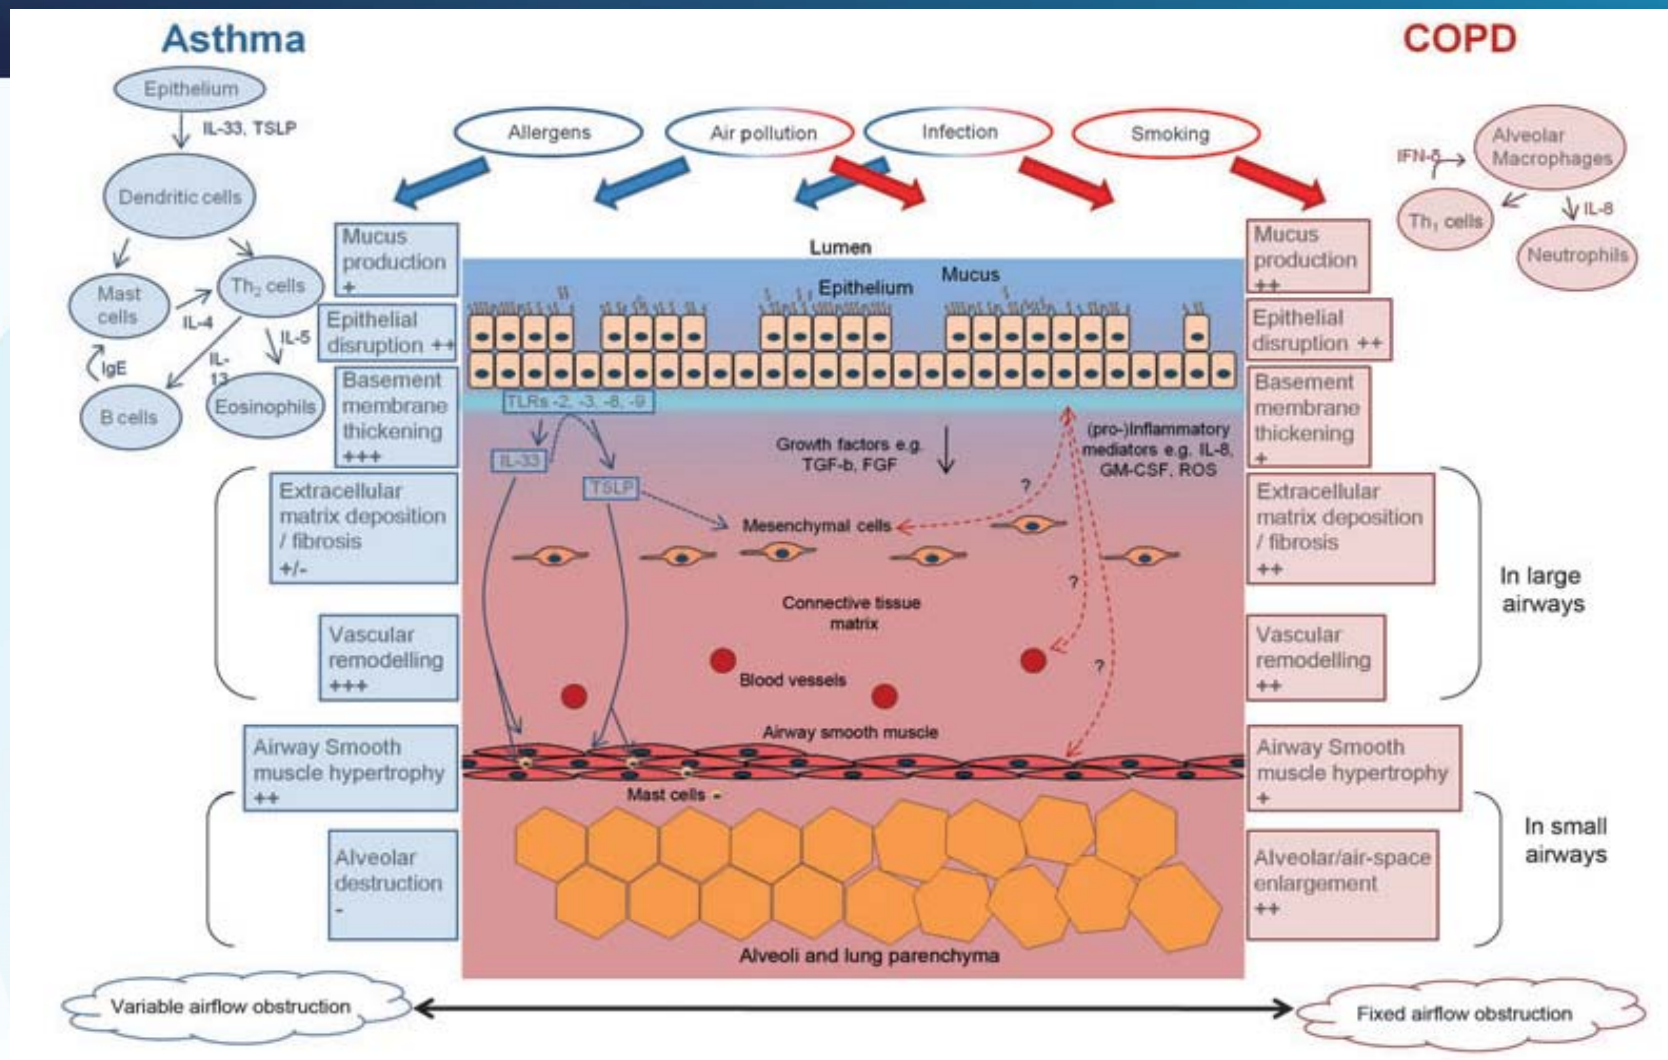 Asthma
COPD
Epithelium
IL-33, TSLP
Dendritic cells
Mast
cells
Th2 cells
IL-4
IL-5
IL-
13
IgE
B cells
Eosinophils
Allergens
Air pollution
Infection
Smoking
Alveolar
Macrophages
IFN-δ
Th1 cells
IL-8
Neutrophils
Mucus
production
+
Epithelial
disruption ++
Basement
membrane
thickening
+++
Extracellular
matrix deposition
/ fibrosis
+/-
Vascular
remodelling
+++
Airway Smooth
muscle hypertrophy
++
Alveolar
destruction
-
Lumen
Mucus
Epithelium
TLRs -2, -3, -8, -9
IL-33
TSLP
Growth factors e.g.
TGF-b, FGF
(pro-)Inflammatory
mediators e.g. IL-8,
GM-CSF, ROS
?
Mesenchymal cells
?
Connective tissue
matrix
?
Blood vessels
Airway smooth muscle
Mast cells
Alveoli and lung parenchyma
Mucus
production
++
Epithelial
disruption ++
Basement
membrane
thickening
+
Extracellular
matrix deposition
/ fibrosis
++
Vascular
remodelling
++
Airway Smooth
muscle hypertrophy
+
Alveolar/air-space
enlargement
++
In large
airways
In small
airways
Variable airflow obstruction
Fixed airflow obstruction